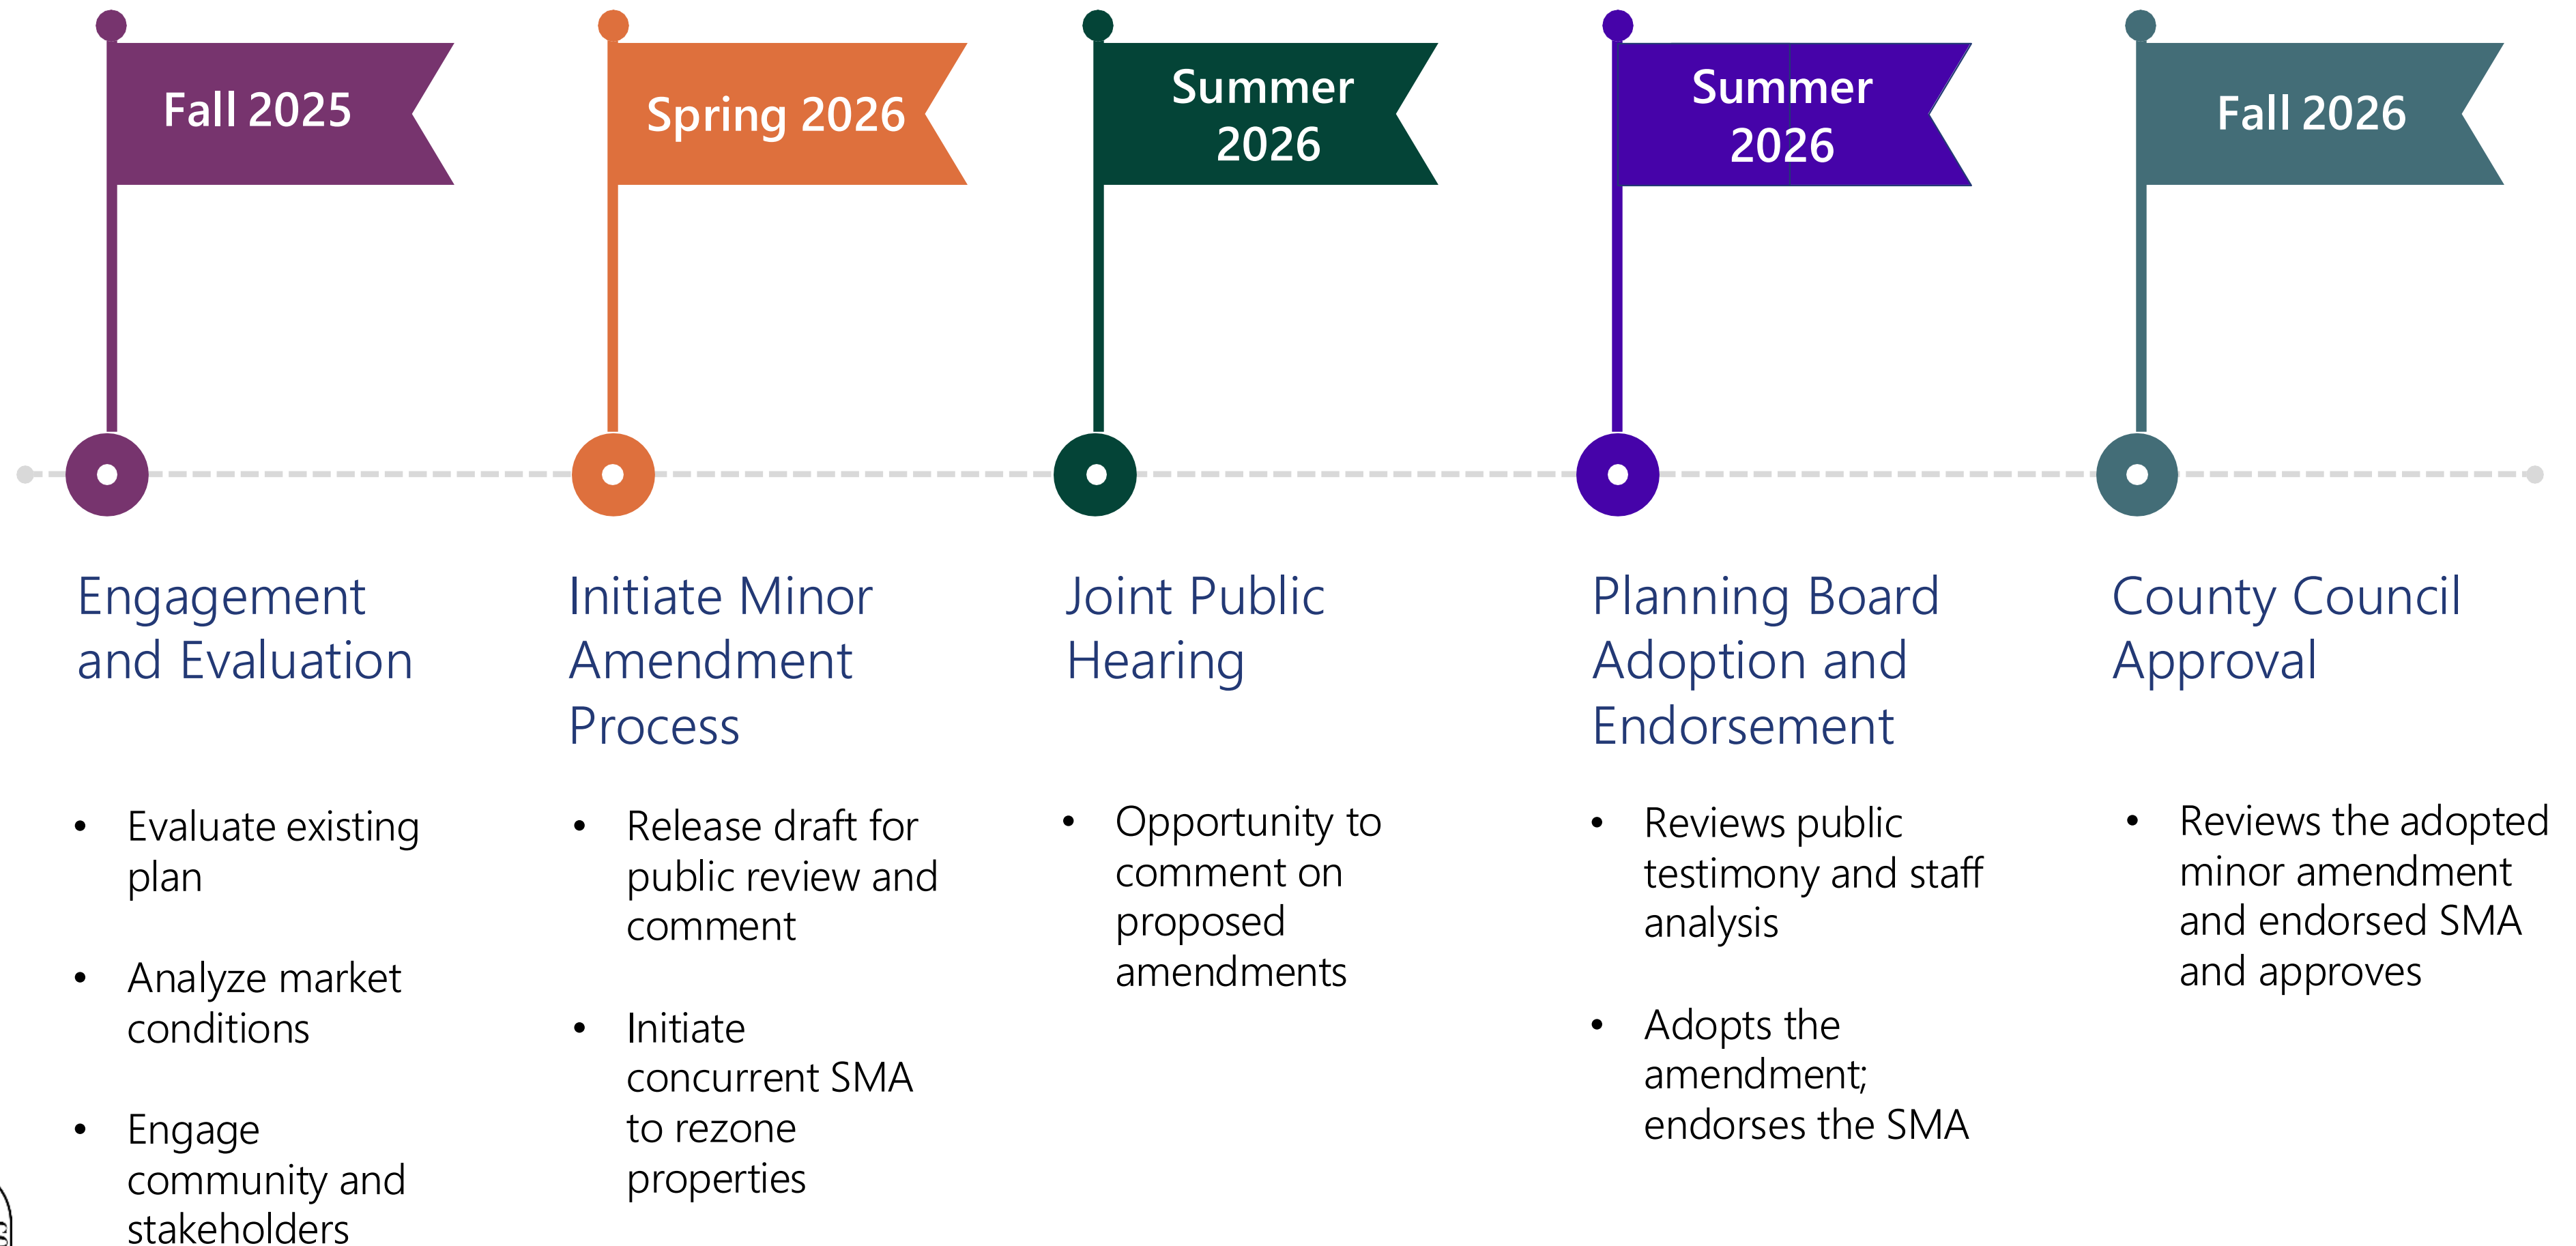 Fall 2025
Spring 2026
Summer
2026
Summer
2026
Fall 2026
Engagement
and Evaluation
• Evaluate existing
plan
• Analyze market
conditions
• Engage
community and
stakeholders
Initiate Minor
Amendment
Process
• Release draft for
public review and
comment
• Initiate
concurrent SMA
to rezone
properties
Joint Public
Hearing
• Opportunity to
comment on
proposed
amendments
Planning Board
Adoption and
Endorsement
• Reviews public
testimony and staff
analysis
• Adopts the
amendment;
endorses the SMA
County Council
Approval
• Reviews the adopted
minor amendment
and endorsed SMA
and approves